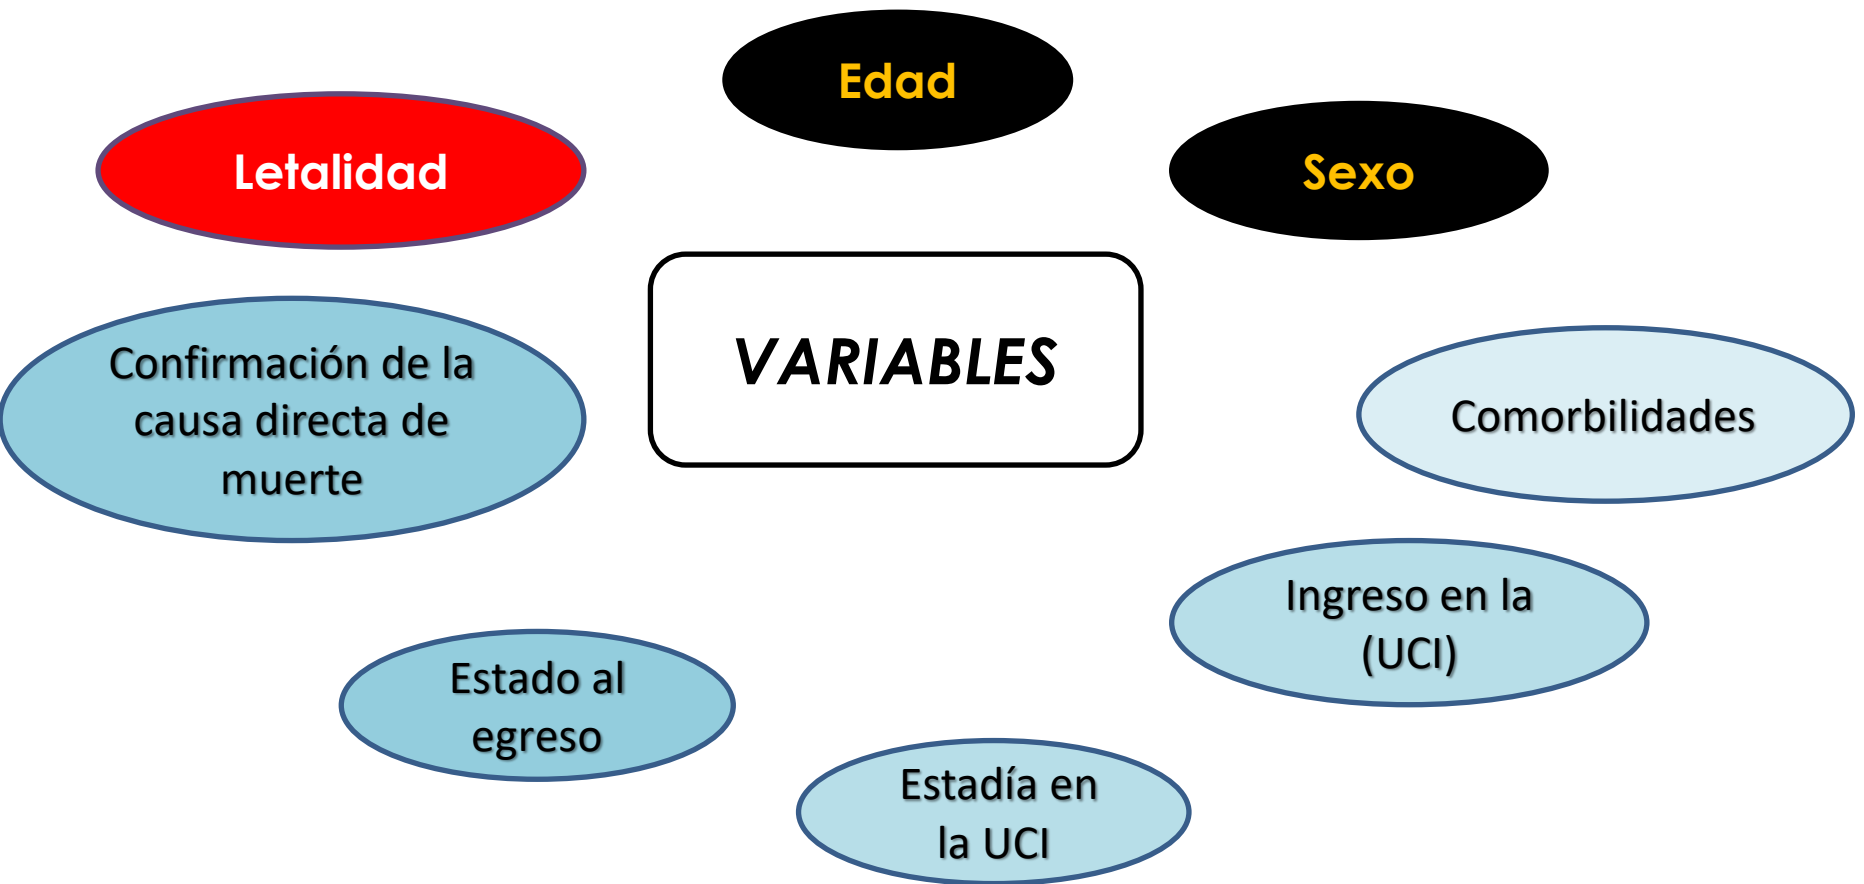 Edad
Letalidad
Sexo
VARIABLES
Confirmación de la
causa directa de
muerte
Comorbilidades
Ingreso en la
(UCI)
Estado al
egreso
Estadía en
la UCI